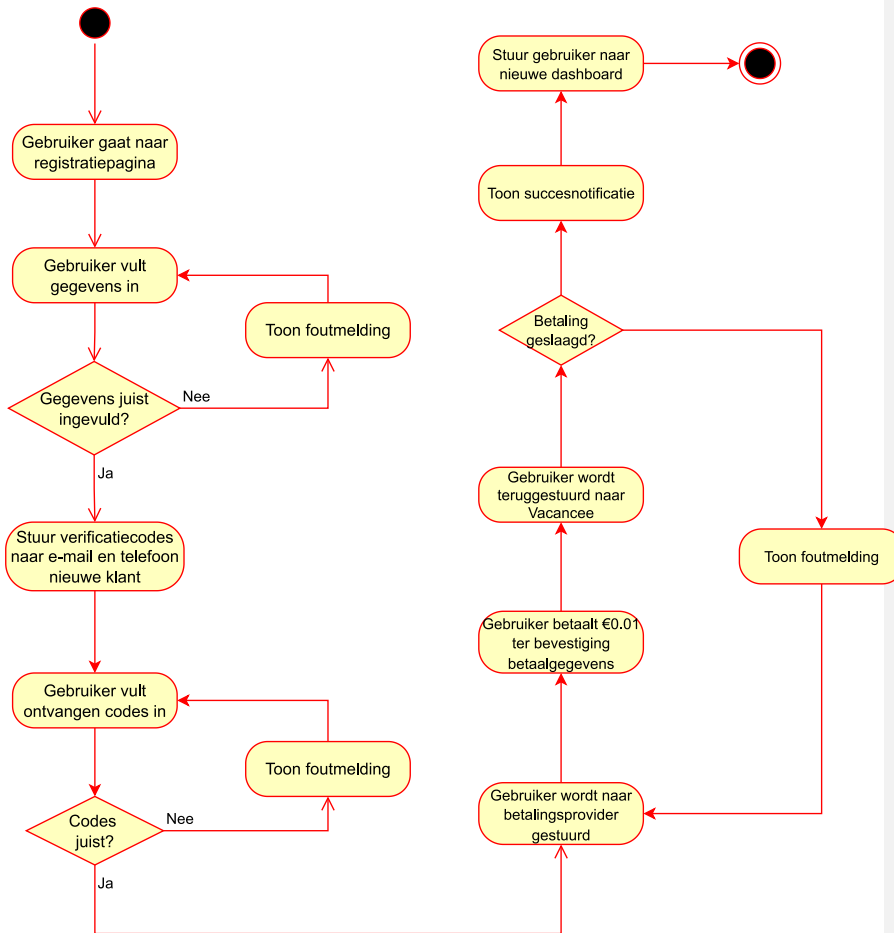 Gebruiker gaat naar
registratiepagina
Gebruiker vult
gegevens in
Toon foutmelding
Gegevens juist
ingevuld?
Nee
Ja
Stuur verificatiecodes
naar e-mail en telefoon
nieuwe klant
Gebruiker vult
ontvangen codes in
Toon foutmelding
Codes
juist?
Nee
Ja
Gebruiker wordt naar
betalingsprovider
gestuurd
Gebruiker betaalt €0.01
ter bevestiging
betaalgegevens
Gebruiker wordt
teruggestuurd naar
Vacancee
Betaling
geslaagd?
Toon foutmelding
Toon succesnotificatie
Stuur gebruiker naar
nieuwe dashboard